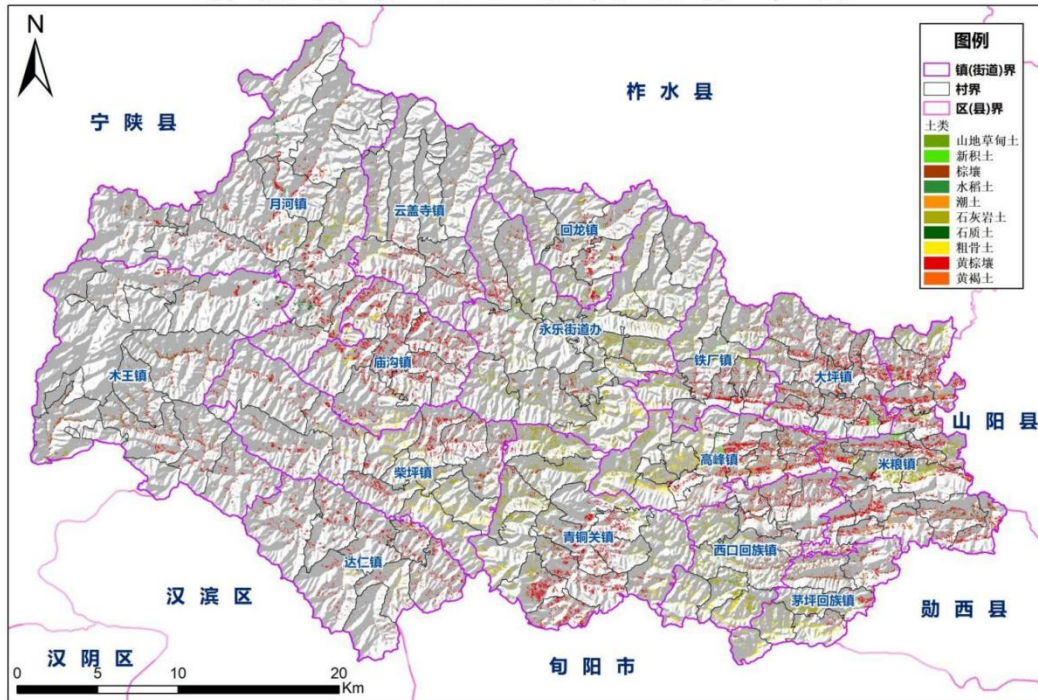 N
图例
镇(街道)界
村界
区(县)界
土类
山地草甸土
新积土
棕壤
水稻土
潮土
石灰岩土
石质土
粗骨土
黄棕壤
黄褐土
柞水县
宁陕县
月河镇
云盖寺镇
回龙镇
永乐街道办
铁厂镇
大坪镇
庙沟镇
木王镇
山阳县
高峰镇
米粮镇
柴坪镇
青铜关镇
西口回族镇
达仁镇
茅坪回族镇
汉滨区
勋西县
汉阴区
旬阳市
0 5 10 20
Km